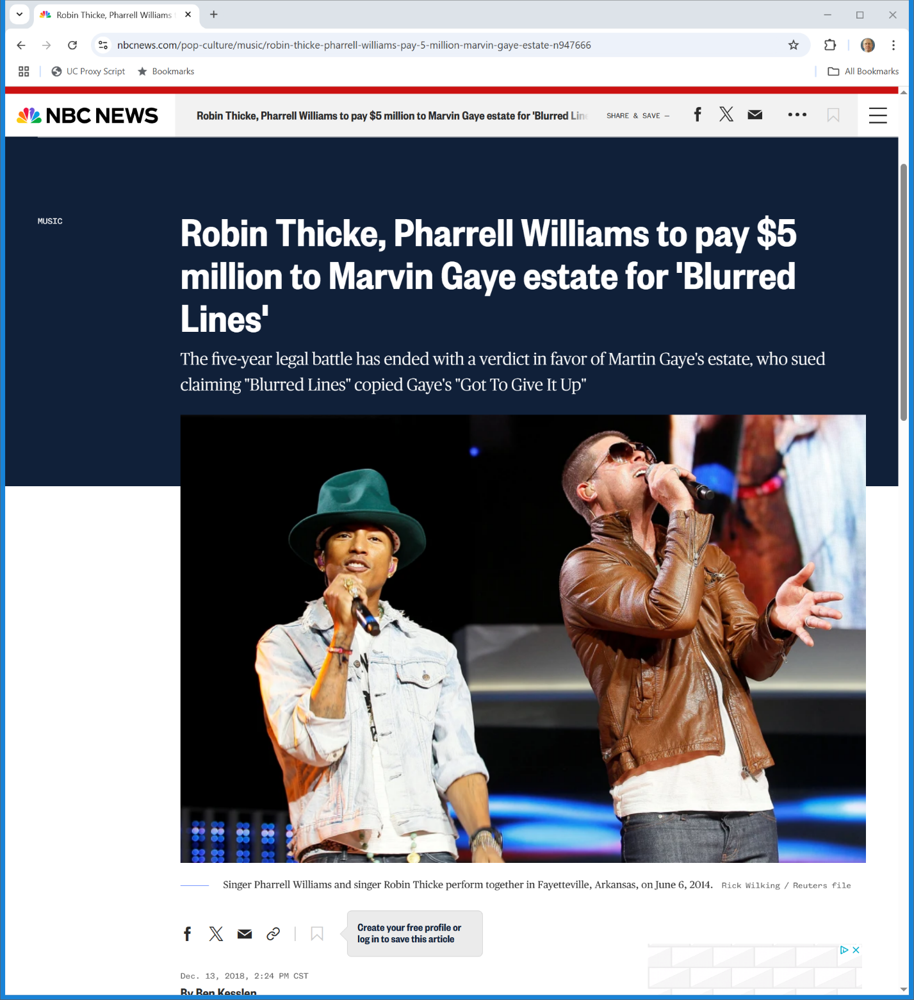 Robin Thicke, Pharrell Williams
nbcnews.com/pop-culture/music/robin-thicke-pharrell-williams-pay-5-million-marvin-gaye-estate-n947666
UC Proxy Script Bookmarks All Bookmarks
NBC NEWS Robin Thicke, Pharrell Williams to pay $5 million to Marvin Gaye estate for 'Blurred Lin SHARE & SAVE —
MUSIC
Robin Thicke, Pharrell Williams to pay $5
million to Marvin Gaye estate for 'Blurred
Lines'
The five-year legal battle has ended with a verdict in favor of Martin Gaye's estate, who sued
claiming "Blurred Lines" copied Gaye's "Got To Give It Up"
Singer Pharrell Williams and singer Robin Thicke perform together in Fayetteville, Arkansas, on June 6, 2014. Rick Wilking / Reuters file
Create your free profile or
log in to save this article
Dec. 13, 2018, 2:24 PM CST
By Ben Kesslen